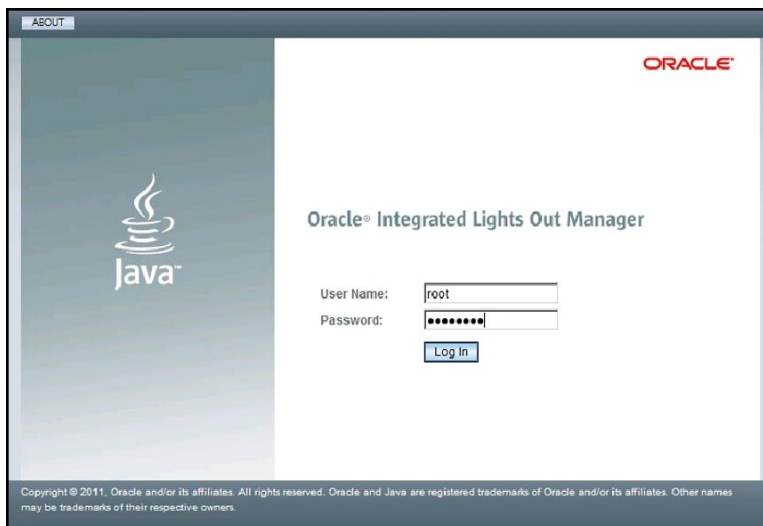 ABOUT
ORACLE®
Java™
Oracle® Integrated Lights Out Manager
User Name: root
Password: ••••••••
Log In
Copyright © 2011, Oracle and/or its affiliates. All rights reserved. Oracle and Java are registered trademarks of Oracle and/or its affiliates. Other names
may be trademarks of their respective owners.